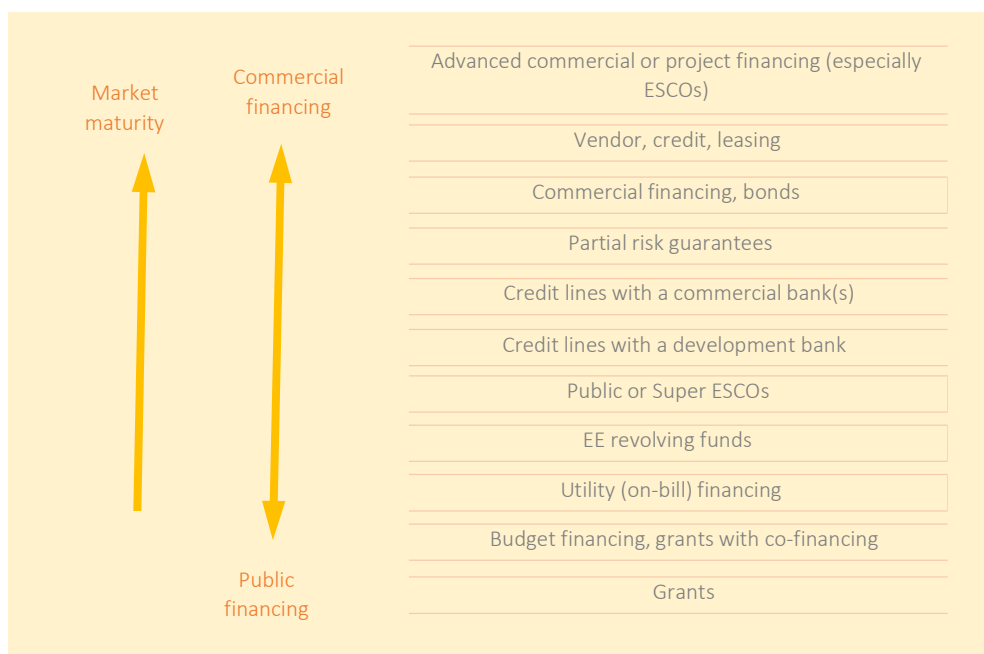 Market
maturity
Commercial
financing
Public
financing
Advanced commercial or project financing (especially
ESCOs)
Vendor, credit, leasing
Commercial financing, bonds
Partial risk guarantees
Credit lines with a commercial bank(s)
Credit lines with a development bank
Public or Super ESCOs
EE revolving funds
Utility (on-bill) financing
Budget financing, grants with co-financing
Grants